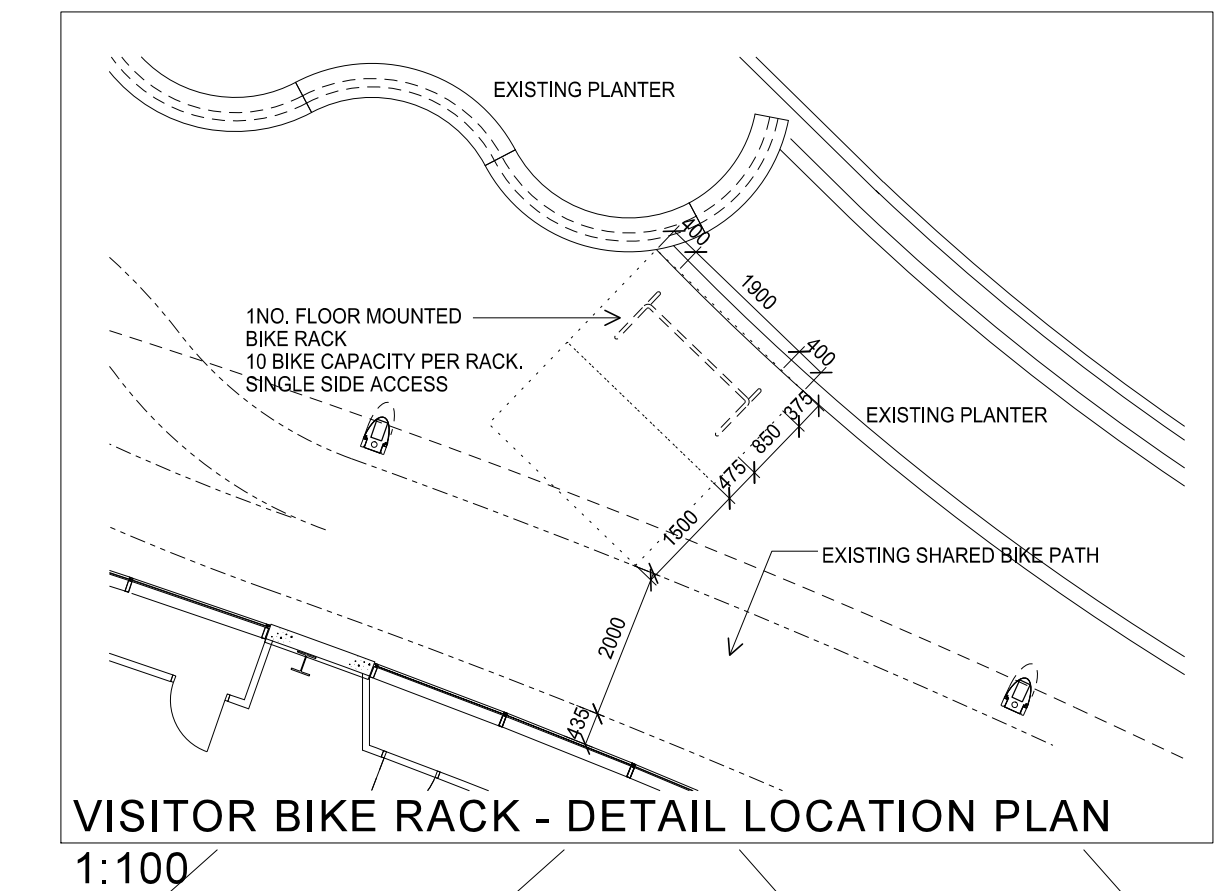 EXISTING PLANTER
400
1900
1NO. FLOOR MOUNTED
BIKE RACK
10 BIKE CAPACITY PER RACK.
SINGLE SIDE ACCESS
400
375
EXISTING PLANTER
850
475
1500
EXISTING SHARED BIKE PATH
2000
435
VISITOR BIKE RACK - DETAIL LOCATION PLAN
1:100